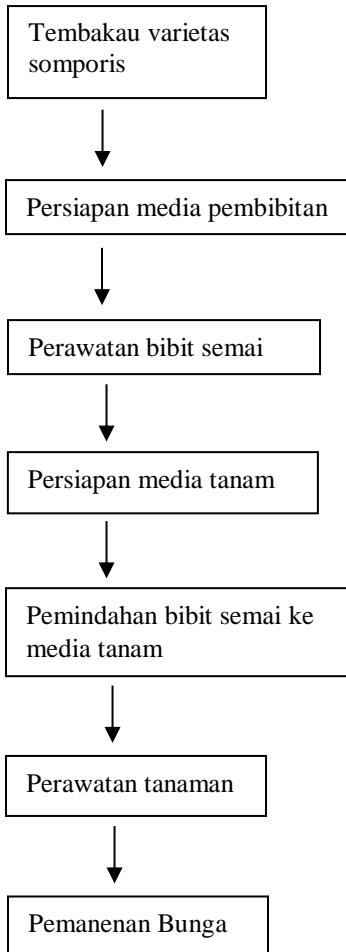 Tembakau varietas
somporis
Persiapan media pembibitan
Perawatan bibit semai
Persiapan media tanam
Pemindahan bibit semai ke
media tanam
Perawatan tanaman
Pemanenan Bunga